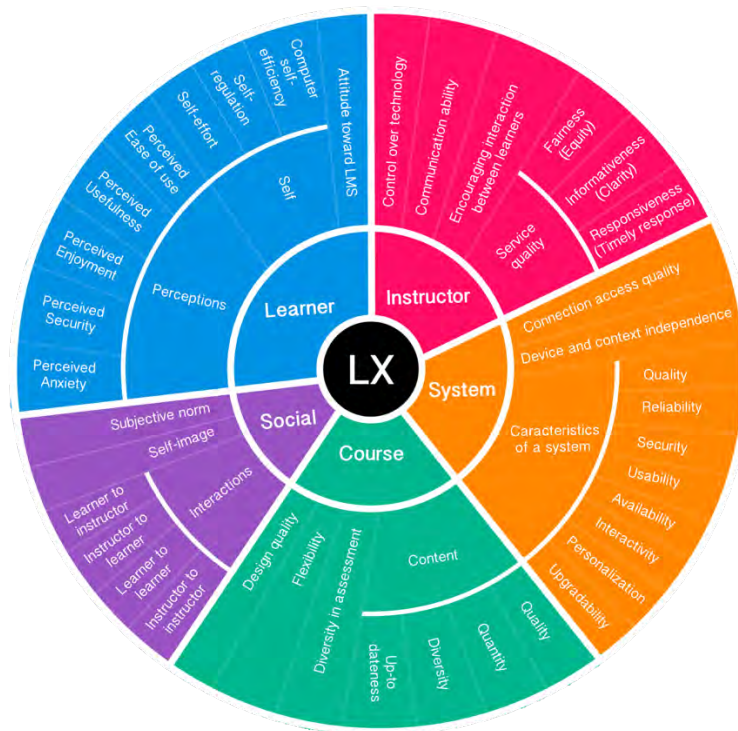 LX
Learner
Attitude toward LMS
Self
Computer
self-
efficiency
Self-
regulation
Self-effort
Perceptions
Perceived
Ease of use
Perceived
Usefulness
Perceived
Enjoyment
Perceived
Security
Perceived
Anxiety
Instructor
Control over technology
Communication ability
Encouraging interaction
between learners
Service
quality
Fairness
(Equity)
Informativeness
(Clarity)
Responsiveness
(Timely response)
System
Connection access quality
Device and context independence
Caracteristics
of a system
Quality
Reliability
Security
Usability
Availability
Interactivity
Personalization
Upgradability
Course
Design quality
Flexibility
Diversity in assessment
Content
Up-to
dateness
Diversity
Quantity
Quality
Social
Subjective norm
Self-image
Interactions
Learner to
instructor
Instructor to
learner
Learner to
learner
Instructor to
instructor